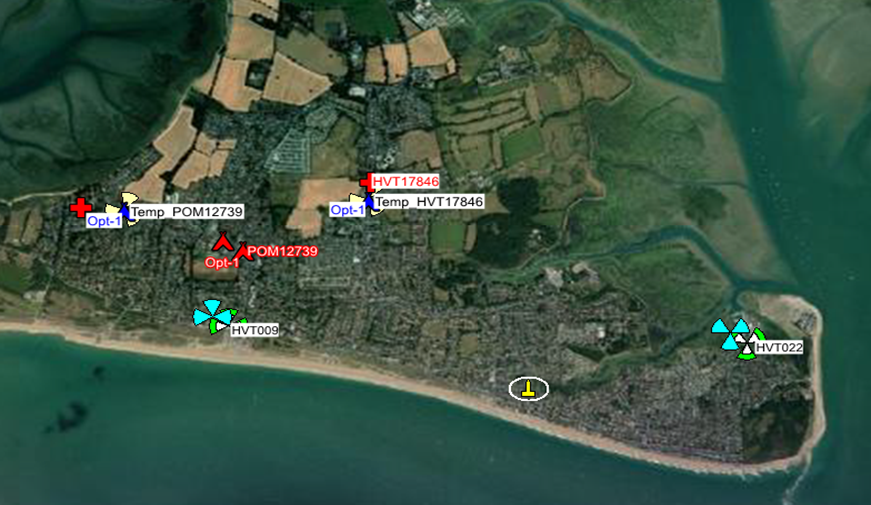 HVT17846
Opt-1 Temp_HVT17846
Opt-1 Temp_POM12739
POM12739
Opt-1
HVT009
HVT022